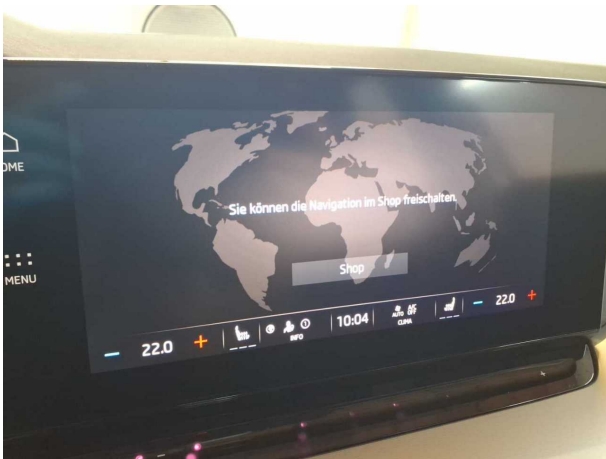 OME
Sie können die Navigation im Shop freischalten.
MENU
Shop
22.0
INFO
10:04
AUTO
A/C OFF
CLIMA
22.0